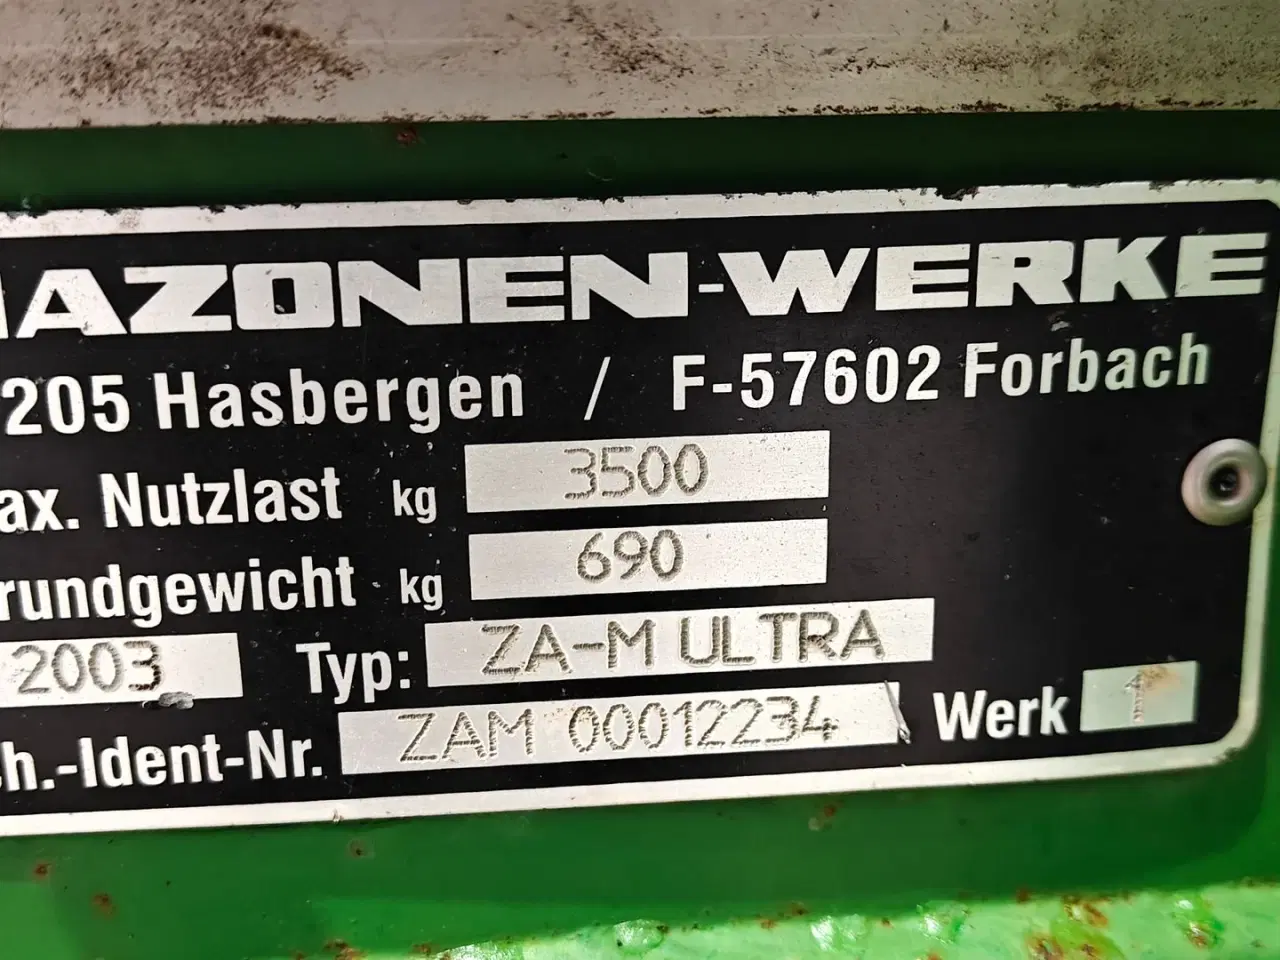 AZONEN-WERKE
205 Hasbergen / F-57602 Forbach
ax. Nutzlast kg 3500
rundgewicht kg 690
2003 Typ: ZA-M ULTRA
ch.-Ident-Nr. ZAM 00012234 Werk 1